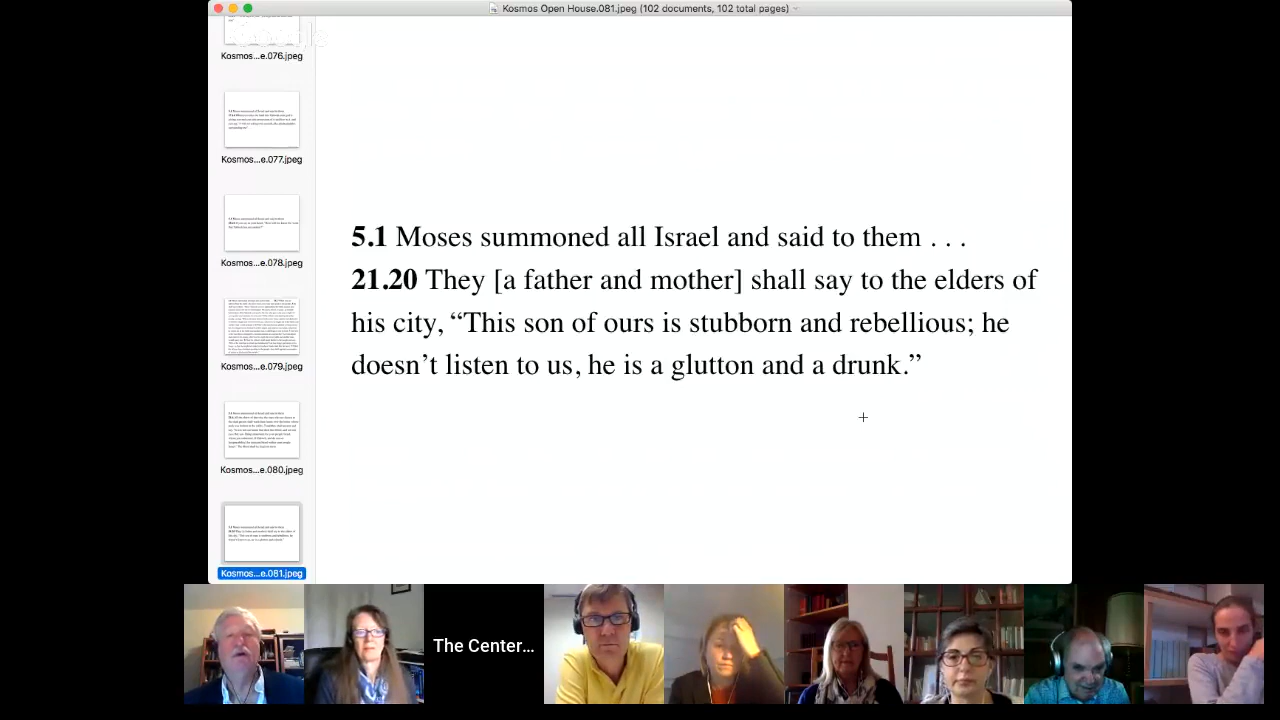 Kosmos Open House.081.jpeg (102 documents, 102 total pages)
Kosmos...e.076.jpeg
Kosmos...e.077.jpeg
Kosmos...e.078.jpeg
Kosmos...e.079.jpeg
Kosmos...e.080.jpeg
Kosmos...e.081.jpeg
5.1 Moses summoned all Israel and said to them . . .
21.20 They [a father and mother] shall say to the elders of
his city, “This son of ours is stubborn and rebellious; he
doesn’t listen to us, he is a glutton and a drunk.”
The Center...